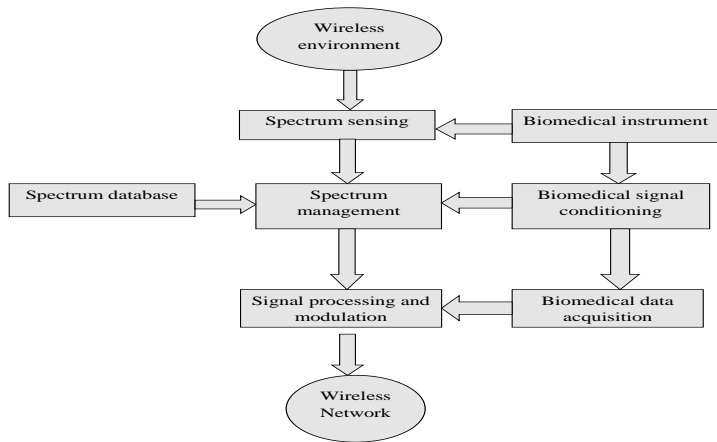 Wireless
environment
Spectrum sensing
Biomedical instrument
Spectrum database
Spectrum
management
Biomedical signal
conditioning
Signal processing and
modulation
Biomedical data
acquisition
Wireless
Network